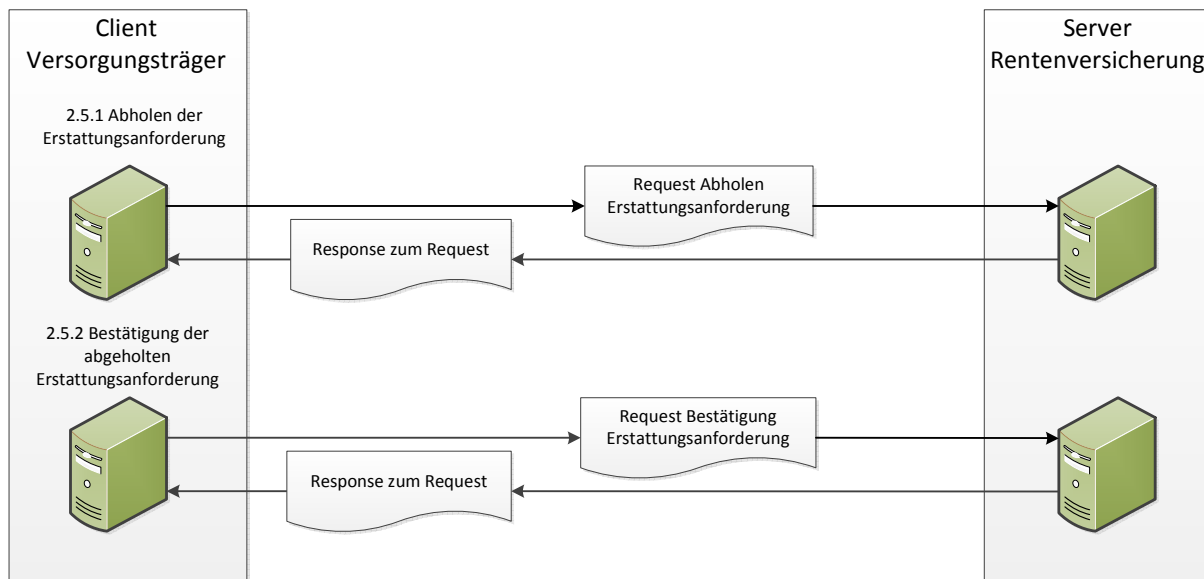 Client
Versorgungsträger
Server
Rentenversicherung
2.5.1 Abholen der
Erstattungsanforderung
Request Abholen
Erstattungsanforderung
Response zum Request
2.5.2 Bestätigung der
abgeholten
Erstattungsanforderung
Request Bestätigung
Erstattungsanforderung
Response zum Request